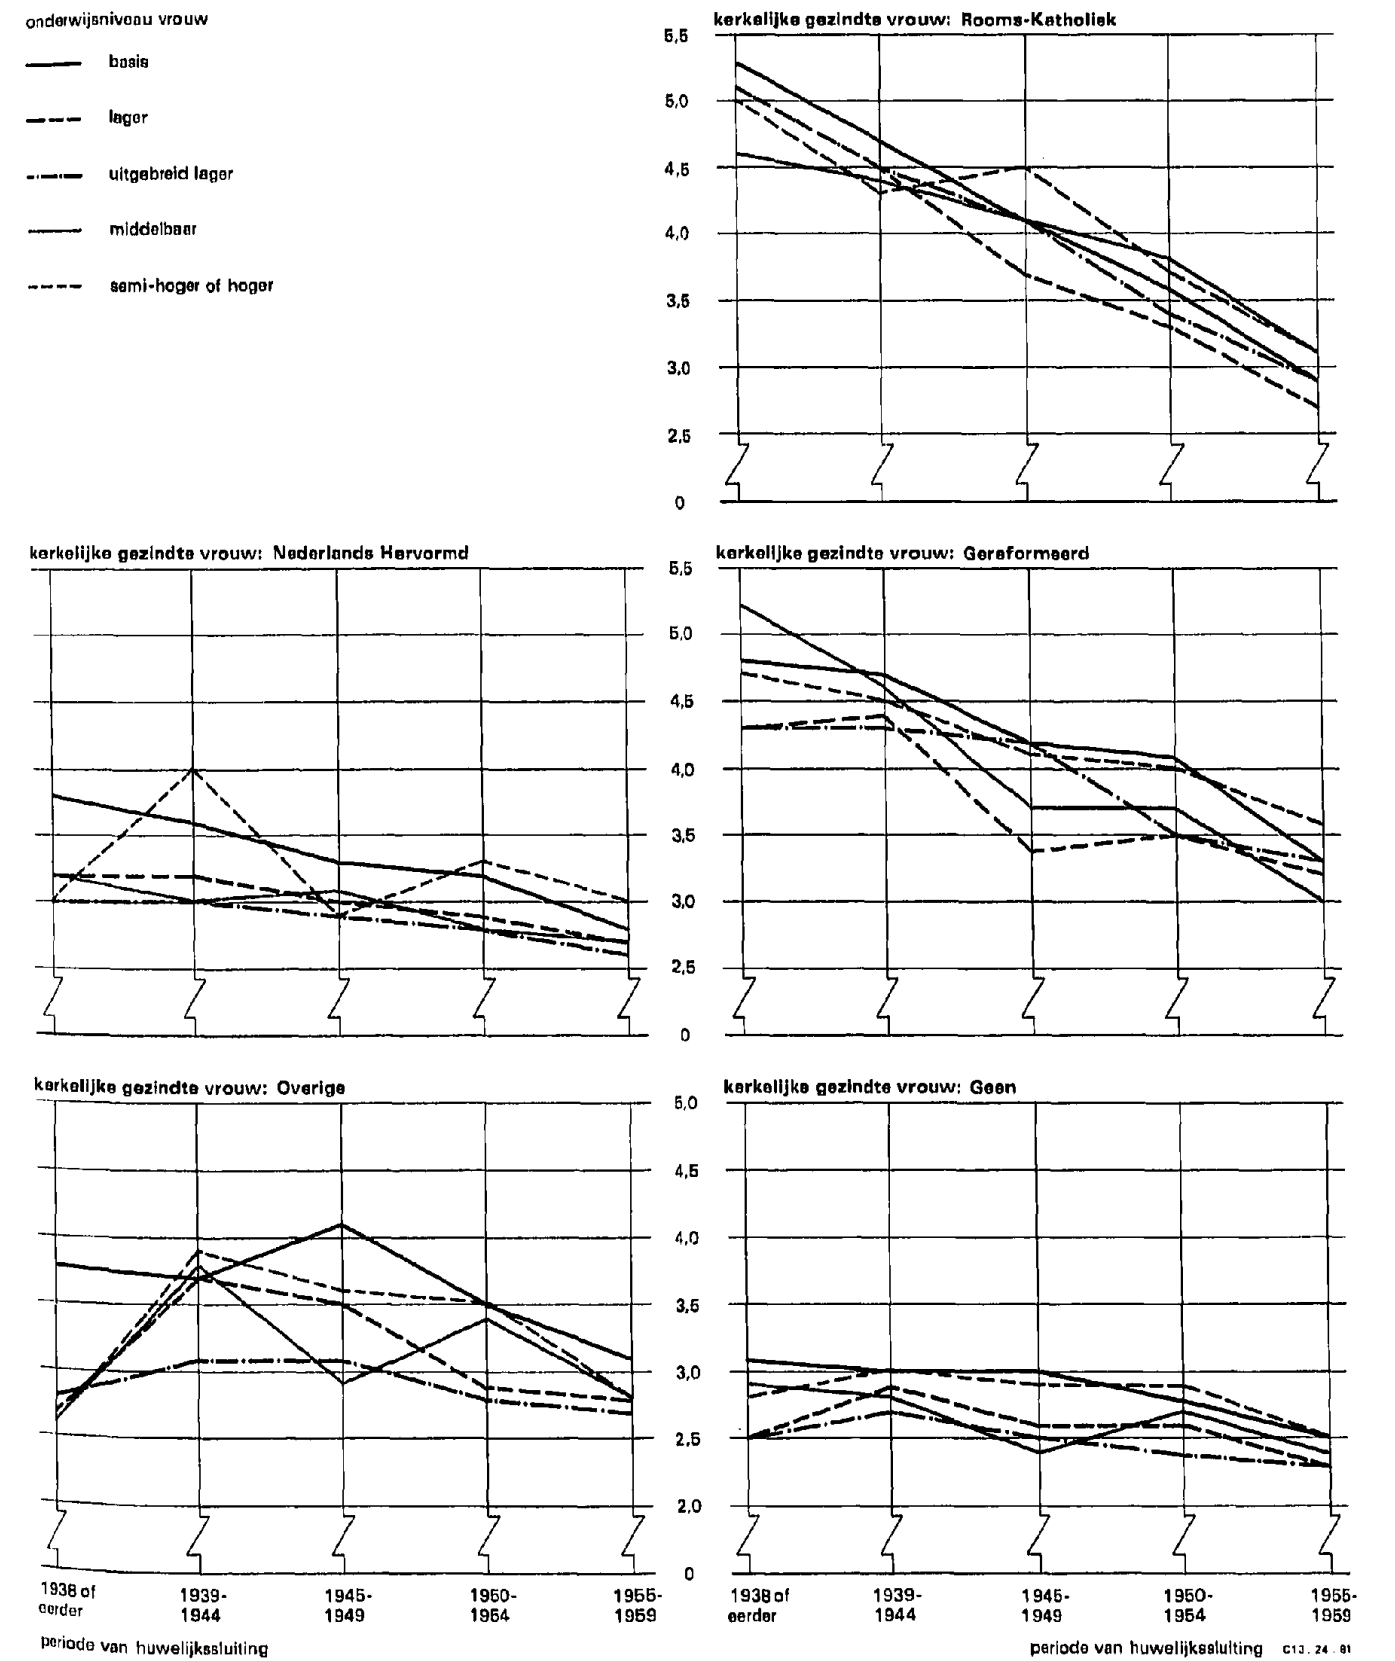 onderwijsniveau vrouw
basis
lager
uitgebreid lager
middelbaar
semi-hoger of hoger
kerkelijke gezindte vrouw: Rooms-Katholiek
5,5
5,0
4,5
4,0
3,5
3,0
2,5
0
kerkelijke gezindte vrouw: Nederlands Hervormd
kerkelijke gezindte vrouw: Gereformeerd
5,5
5,0
4,5
4,0
3,5
3,0
2,5
0
kerkelijke gezindte vrouw: Overige
kerkelijke gezindte vrouw: Geen
5,0
4,5
4,0
3,5
3,0
2,5
2,0
0
1938 of eerder
1939-1944
1945-1949
1950-1954
1955-1959
1938 of eerder
1939-1944
1945-1949
1950-1954
1955-1959
periode van huwelijkssluiting
periode van huwelijkssluiting
C13.24.81